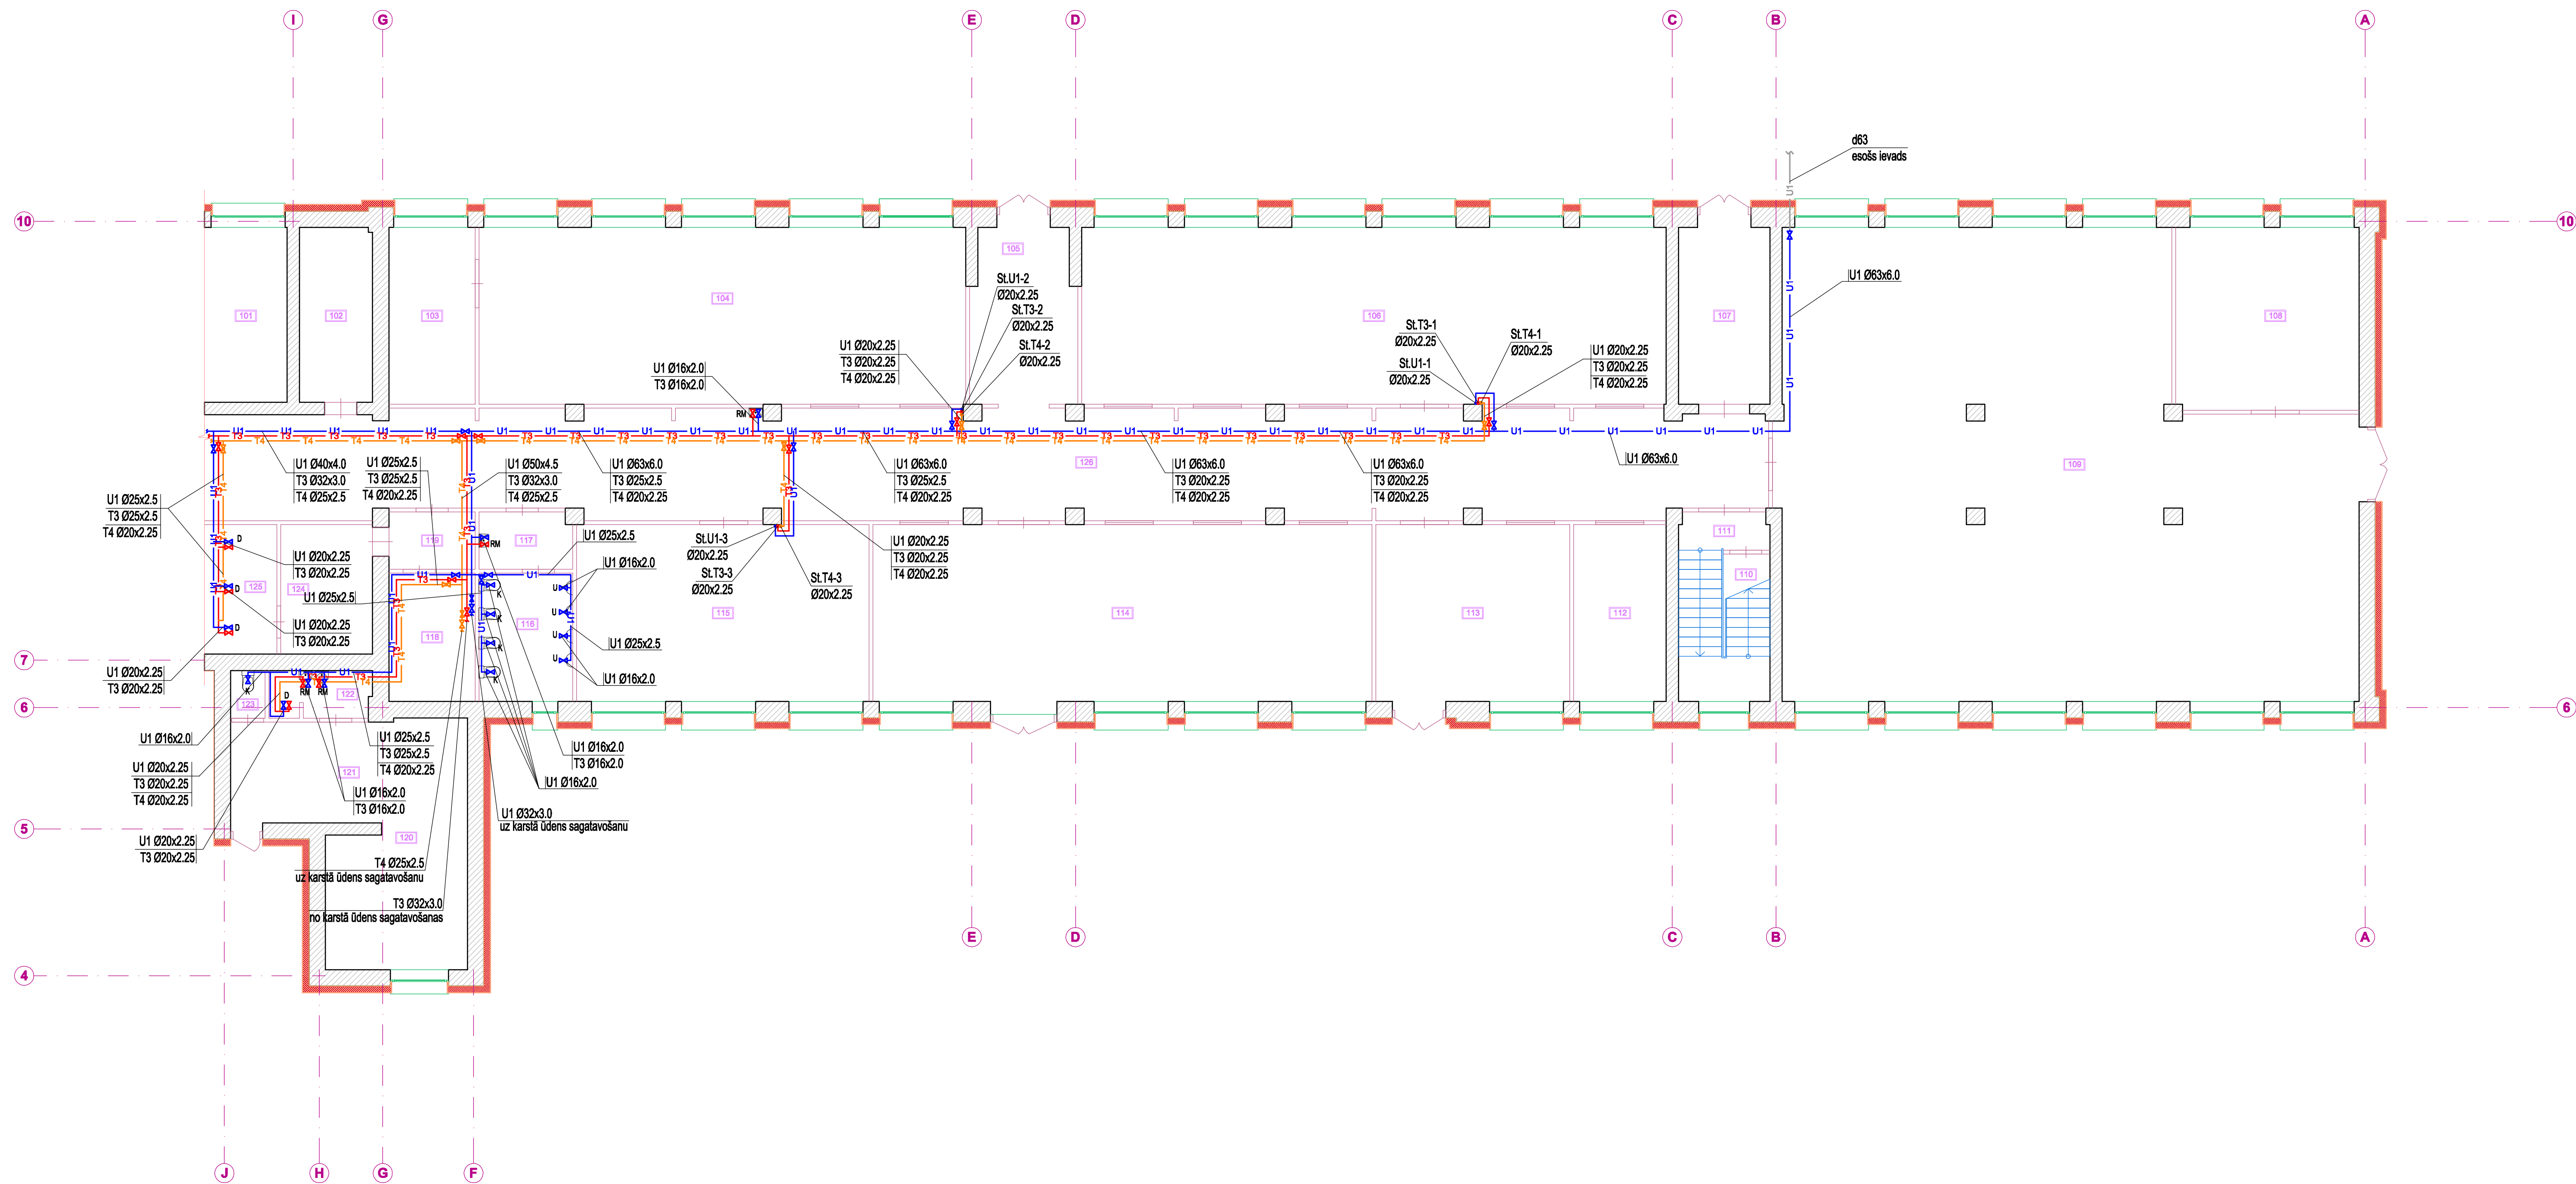 I
G
E
D
C
B
A
d63
esošs ievads
U1
10
10
U1 Ø63x6.0
105
104
101
102
103
106
107
108
St.U1-2
Ø20x2.25
St.T3-2
Ø20x2.25
St.T4-2
Ø20x2.25
St.T3-1
Ø20x2.25
St.U1-1
Ø20x2.25
St.T4-1
Ø20x2.25
U1 Ø20x2.25
T3 Ø20x2.25
T4 Ø20x2.25
U1 Ø20x2.25
T3 Ø20x2.25
T4 Ø20x2.25
U1 Ø16x2.0
T3 Ø16x2.0
RM
U1 Ø40x4.0
T3 Ø32x3.0
T4 Ø25x2.5
U1 Ø25x2.5
T3 Ø25x2.5
T4 Ø20x2.25
U1 Ø50x4.5
T3 Ø32x3.0
T4 Ø25x2.5
U1 Ø63x6.0
T3 Ø25x2.5
T4 Ø20x2.25
U1 Ø63x6.0
T3 Ø25x2.5
T4 Ø20x2.25
126
U1 Ø63x6.0
T3 Ø20x2.25
T4 Ø20x2.25
U1 Ø63x6.0
T3 Ø20x2.25
T4 Ø20x2.25
U1 Ø63x6.0
109
U1 Ø25x2.5
T3 Ø25x2.5
T4 Ø20x2.25
D
U1 Ø20x2.25
T3 Ø20x2.25
119
RM
117
U1 Ø25x2.5
St.U1-3
Ø20x2.25
St.T3-3
Ø20x2.25
St.T4-3
Ø20x2.25
U1 Ø20x2.25
T3 Ø20x2.25
T4 Ø20x2.25
111
110
U1 Ø16x2.0
D
125
124
U1 Ø25x2.5
K
U
K
U
115
114
113
112
D
U1 Ø20x2.25
T3 Ø20x2.25
118
116
U
U1 Ø25x2.5
K
U
7
U1 Ø20x2.25
T3 Ø20x2.25
K
U1 Ø16x2.0
K
D
RM
RM
122
123
6
6
U1 Ø16x2.0
U1 Ø25x2.5
T3 Ø25x2.5
T4 Ø20x2.25
U1 Ø16x2.0
T3 Ø16x2.0
U1 Ø20x2.25
T3 Ø20x2.25
T4 Ø20x2.25
121
U1 Ø16x2.0
U1 Ø16x2.0
T3 Ø16x2.0
U1 Ø32x3.0
uz karstā ūdens sagatavošanu
5
120
U1 Ø20x2.25
T3 Ø20x2.25
T4 Ø25x2.5
uz karstā ūdens sagatavošanu
T3 Ø32x3.0
no karstā ūdens sagatavošanas
E
D
C
B
A
4
J
H
G
F